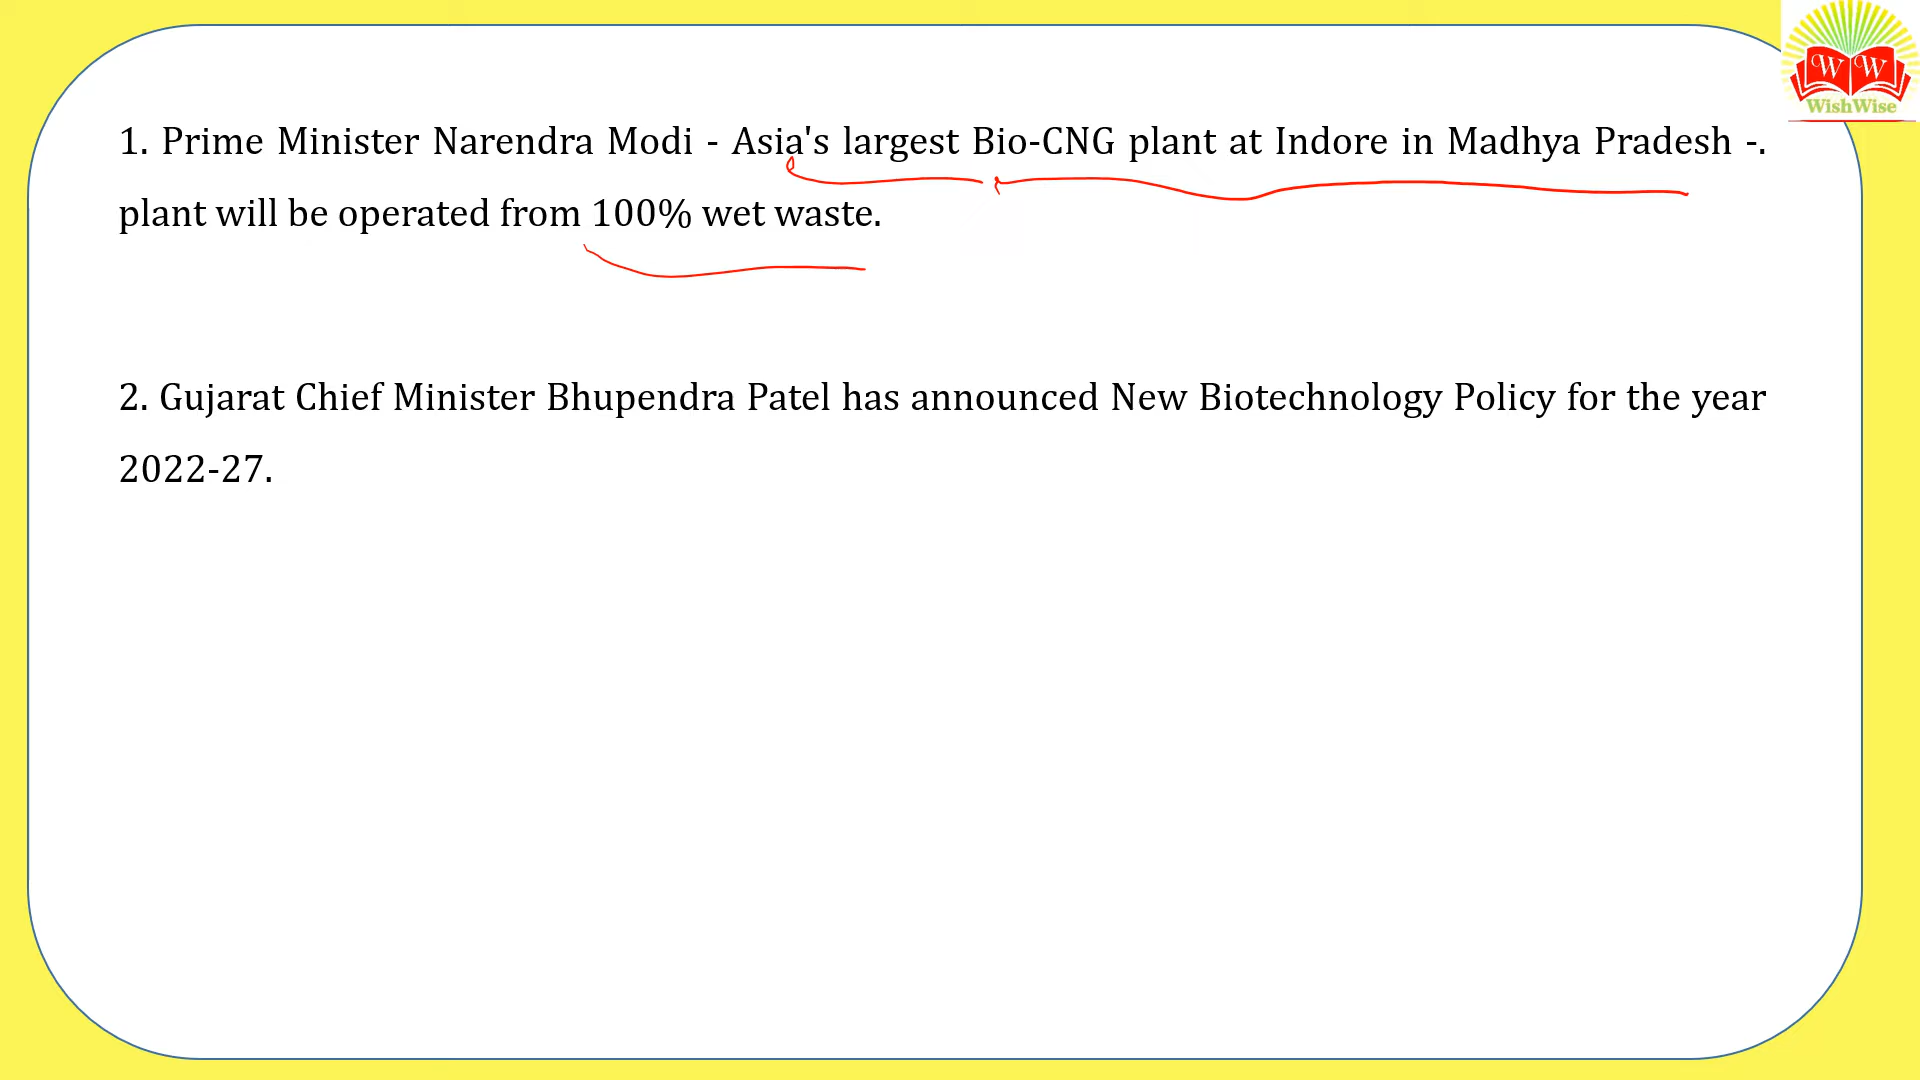 W W
WishWise
1. Prime Minister Narendra Modi - Asia's largest Bio-CNG plant at Indore in Madhya Pradesh -.
plant will be operated from 100% wet waste.
2. Gujarat Chief Minister Bhupendra Patel has announced New Biotechnology Policy for the year
2022-27.